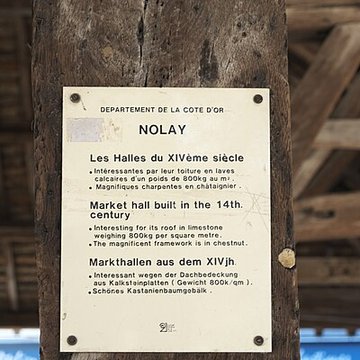 DEPARTEMENT DE LA COTE D'OR
NOLAY
Les Halles du XIVème siècle
• Intéressantes par leur toiture en laves
calcaires d'un poids de 800kg au m².
• Magnifiques charpentes en châtaignier.
Market hall built in the 14th.
century
• Interesting for its roof in limestone
weighing 800kg per square metre.
• The magnificent framework is in chestnut.
Markthallen aus dem XIVjh.
• Interessant wegen der Dachbedeckung
aus Kalksteinplatten ( Gewicht 800k/qm ).
• Schönes Kastanienbaumgebälk.